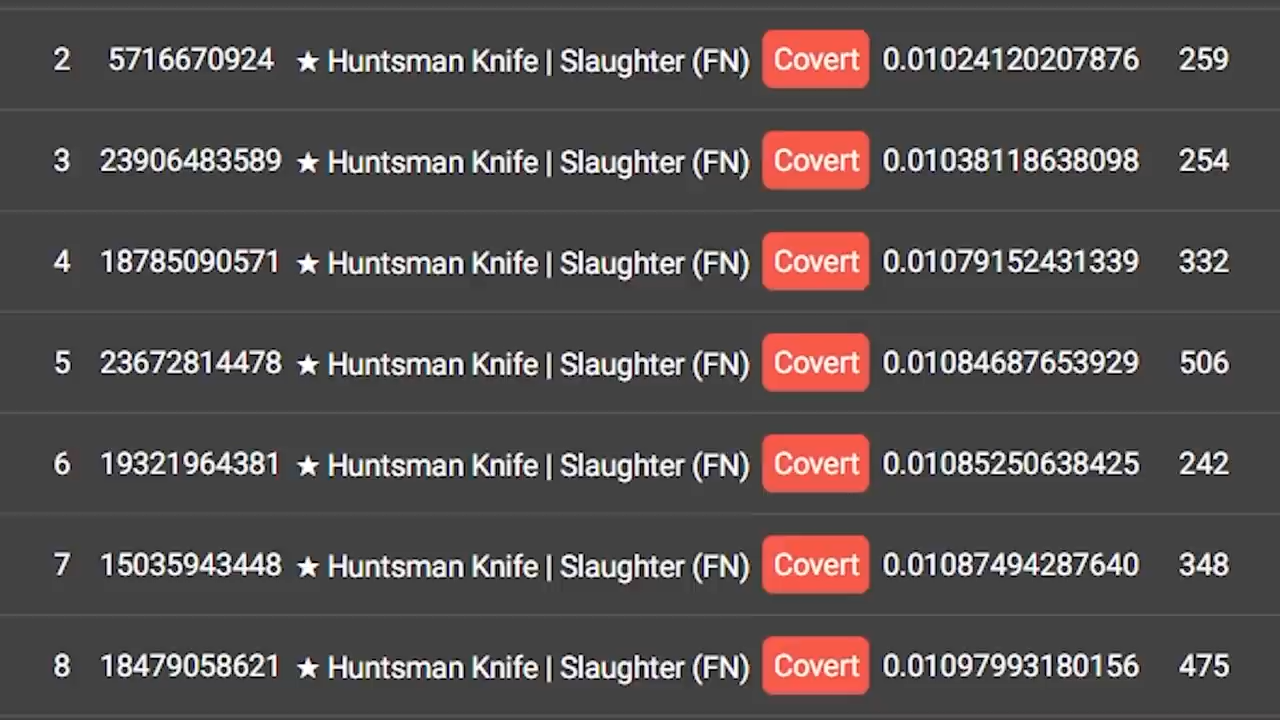 2 5716670924 ★ Huntsman Knife | Slaughter (FN) Covert 0.01024120207876 259
3 23906483589 ★ Huntsman Knife | Slaughter (FN) Covert 0.01038118638098 254
4 18785090571 ★ Huntsman Knife | Slaughter (FN) Covert 0.01079152431339 332
5 23672814478 ★ Huntsman Knife | Slaughter (FN) Covert 0.01084687653929 506
6 19321964381 ★ Huntsman Knife | Slaughter (FN) Covert 0.01085250638425 242
7 15035943448 ★ Huntsman Knife | Slaughter (FN) Covert 0.01087494287640 348
8 18479058621 ★ Huntsman Knife | Slaughter (FN) Covert 0.01097993180156 475